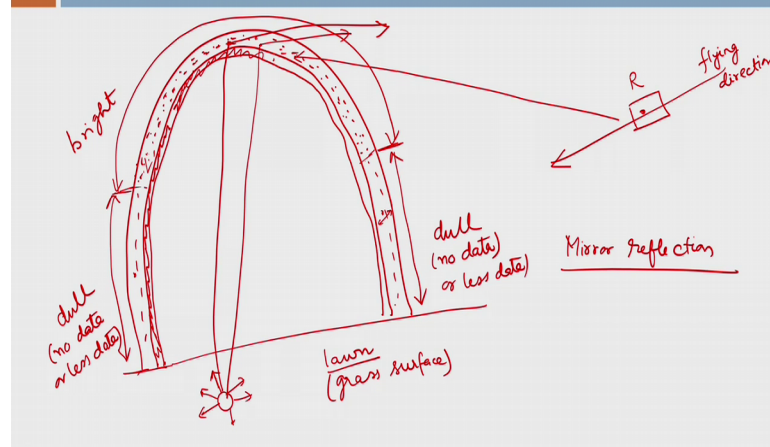 bright
R
flying
direction
dull
(no data)
or less data)
Mirror reflection
dull
(no data
or less data)
lawn
(grass surface)